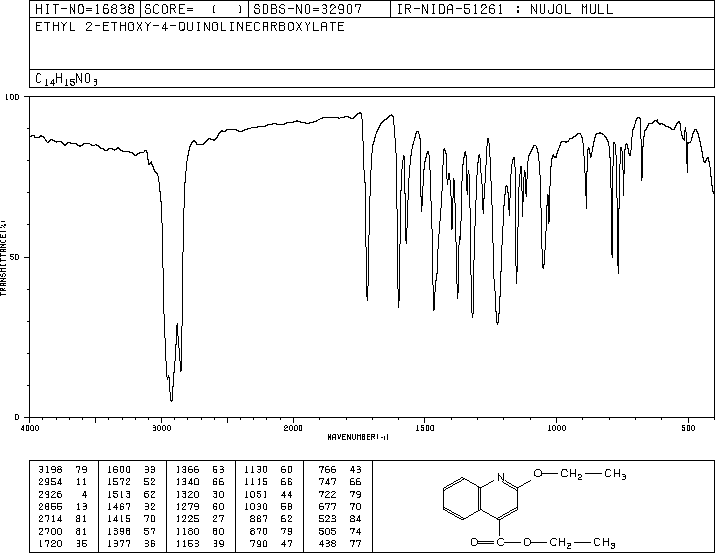 HIT-NO=16838 SCORE= ( ) SDBS-NO=32907 IR-NIDA-51261 : NUJOL MULL
ETHYL 2-ETHOXY-4-QUINOLINECARBOXYLATE
C14H15NO3
100
50
0
TRANSMITTANCE(%)
4000 3000 2000 1500 1000 500
WAVENUMBER(-1)
3198 79 1600 33 1366 53 1130 60 766 43
2954 11 1572 52 1340 66 1115 66 747 66
2926 4 1513 62 1320 30 1051 44 722 79
2855 13 1467 32 1279 60 1030 58 677 70
2714 81 1415 70 1225 27 887 62 523 84
2700 81 1398 57 1180 60 870 79 505 74
1720 35 1377 36 1153 39 790 47 438 77
N O CH2 CH3
O C O CH2 CH3